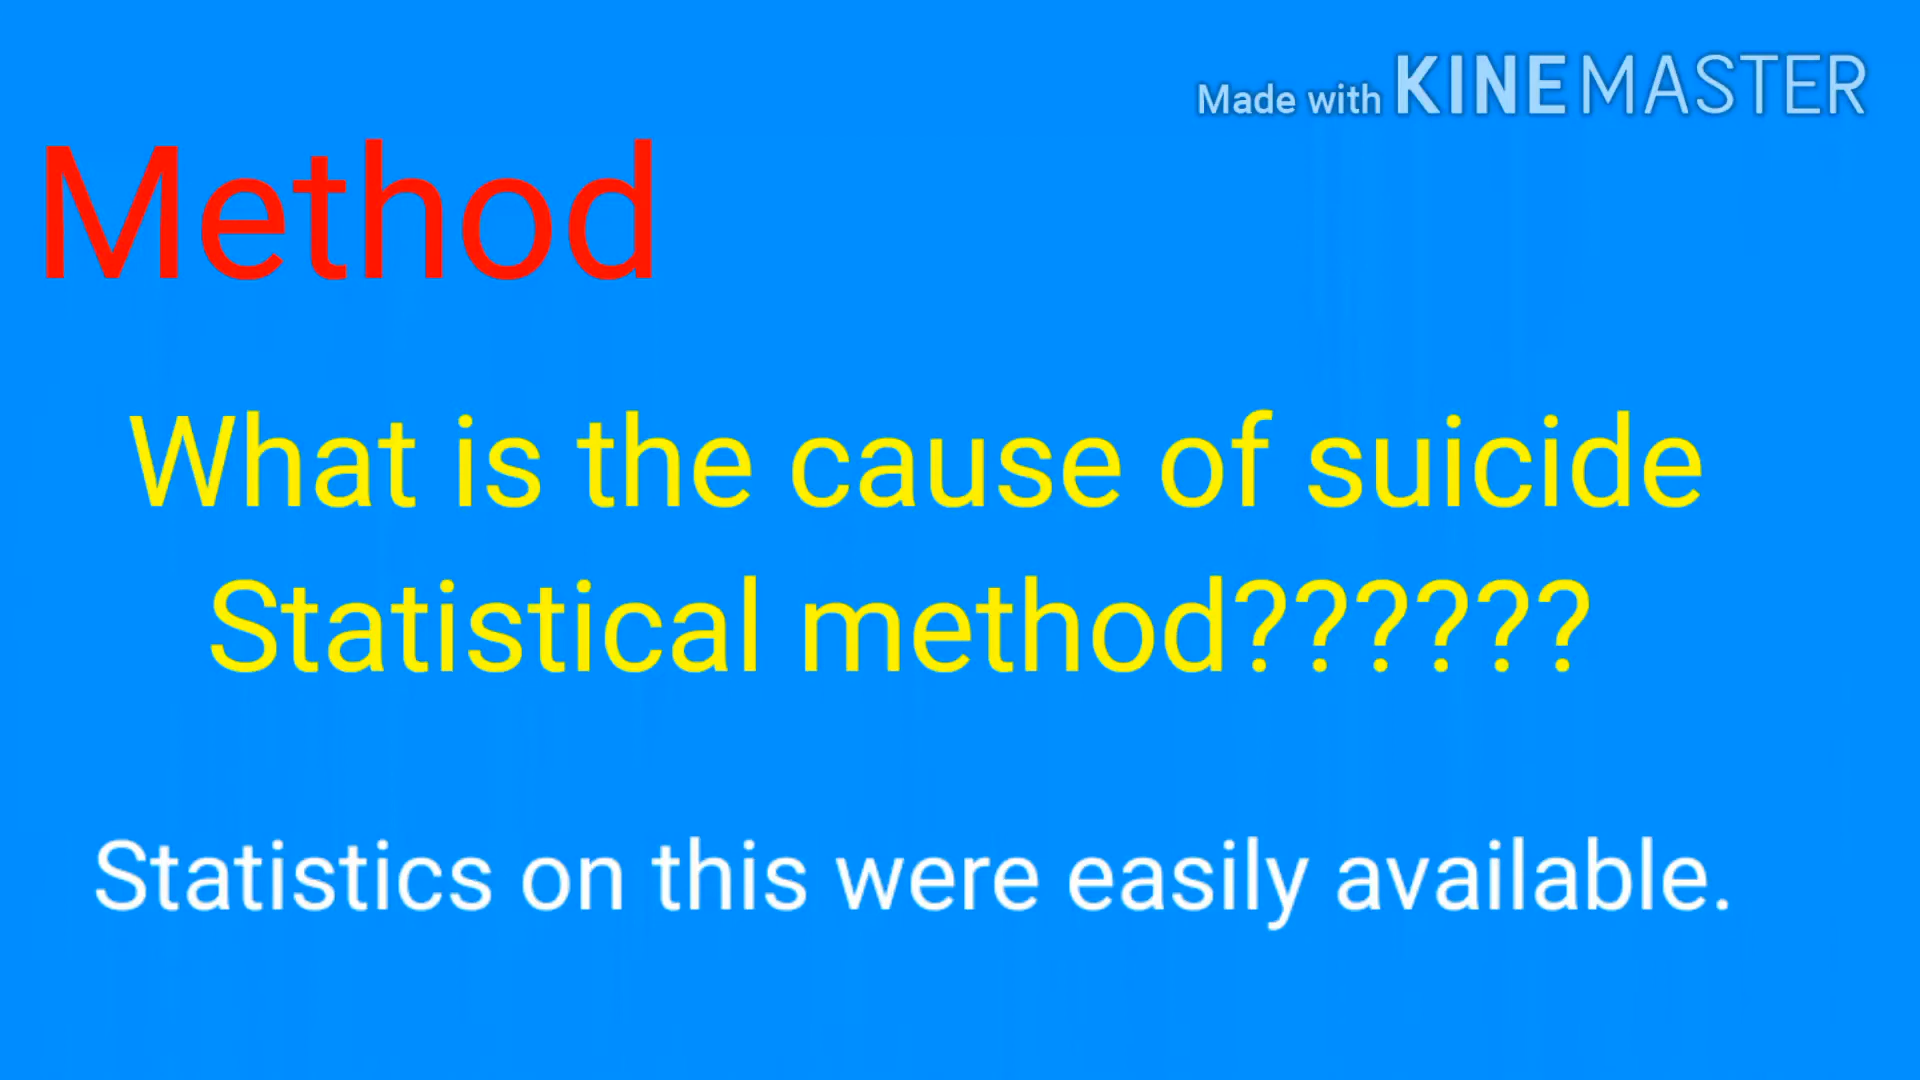 Made with KINEMASTER
Method
What is the cause of suicide
Statistical method??????
Statistics on this were easily available.